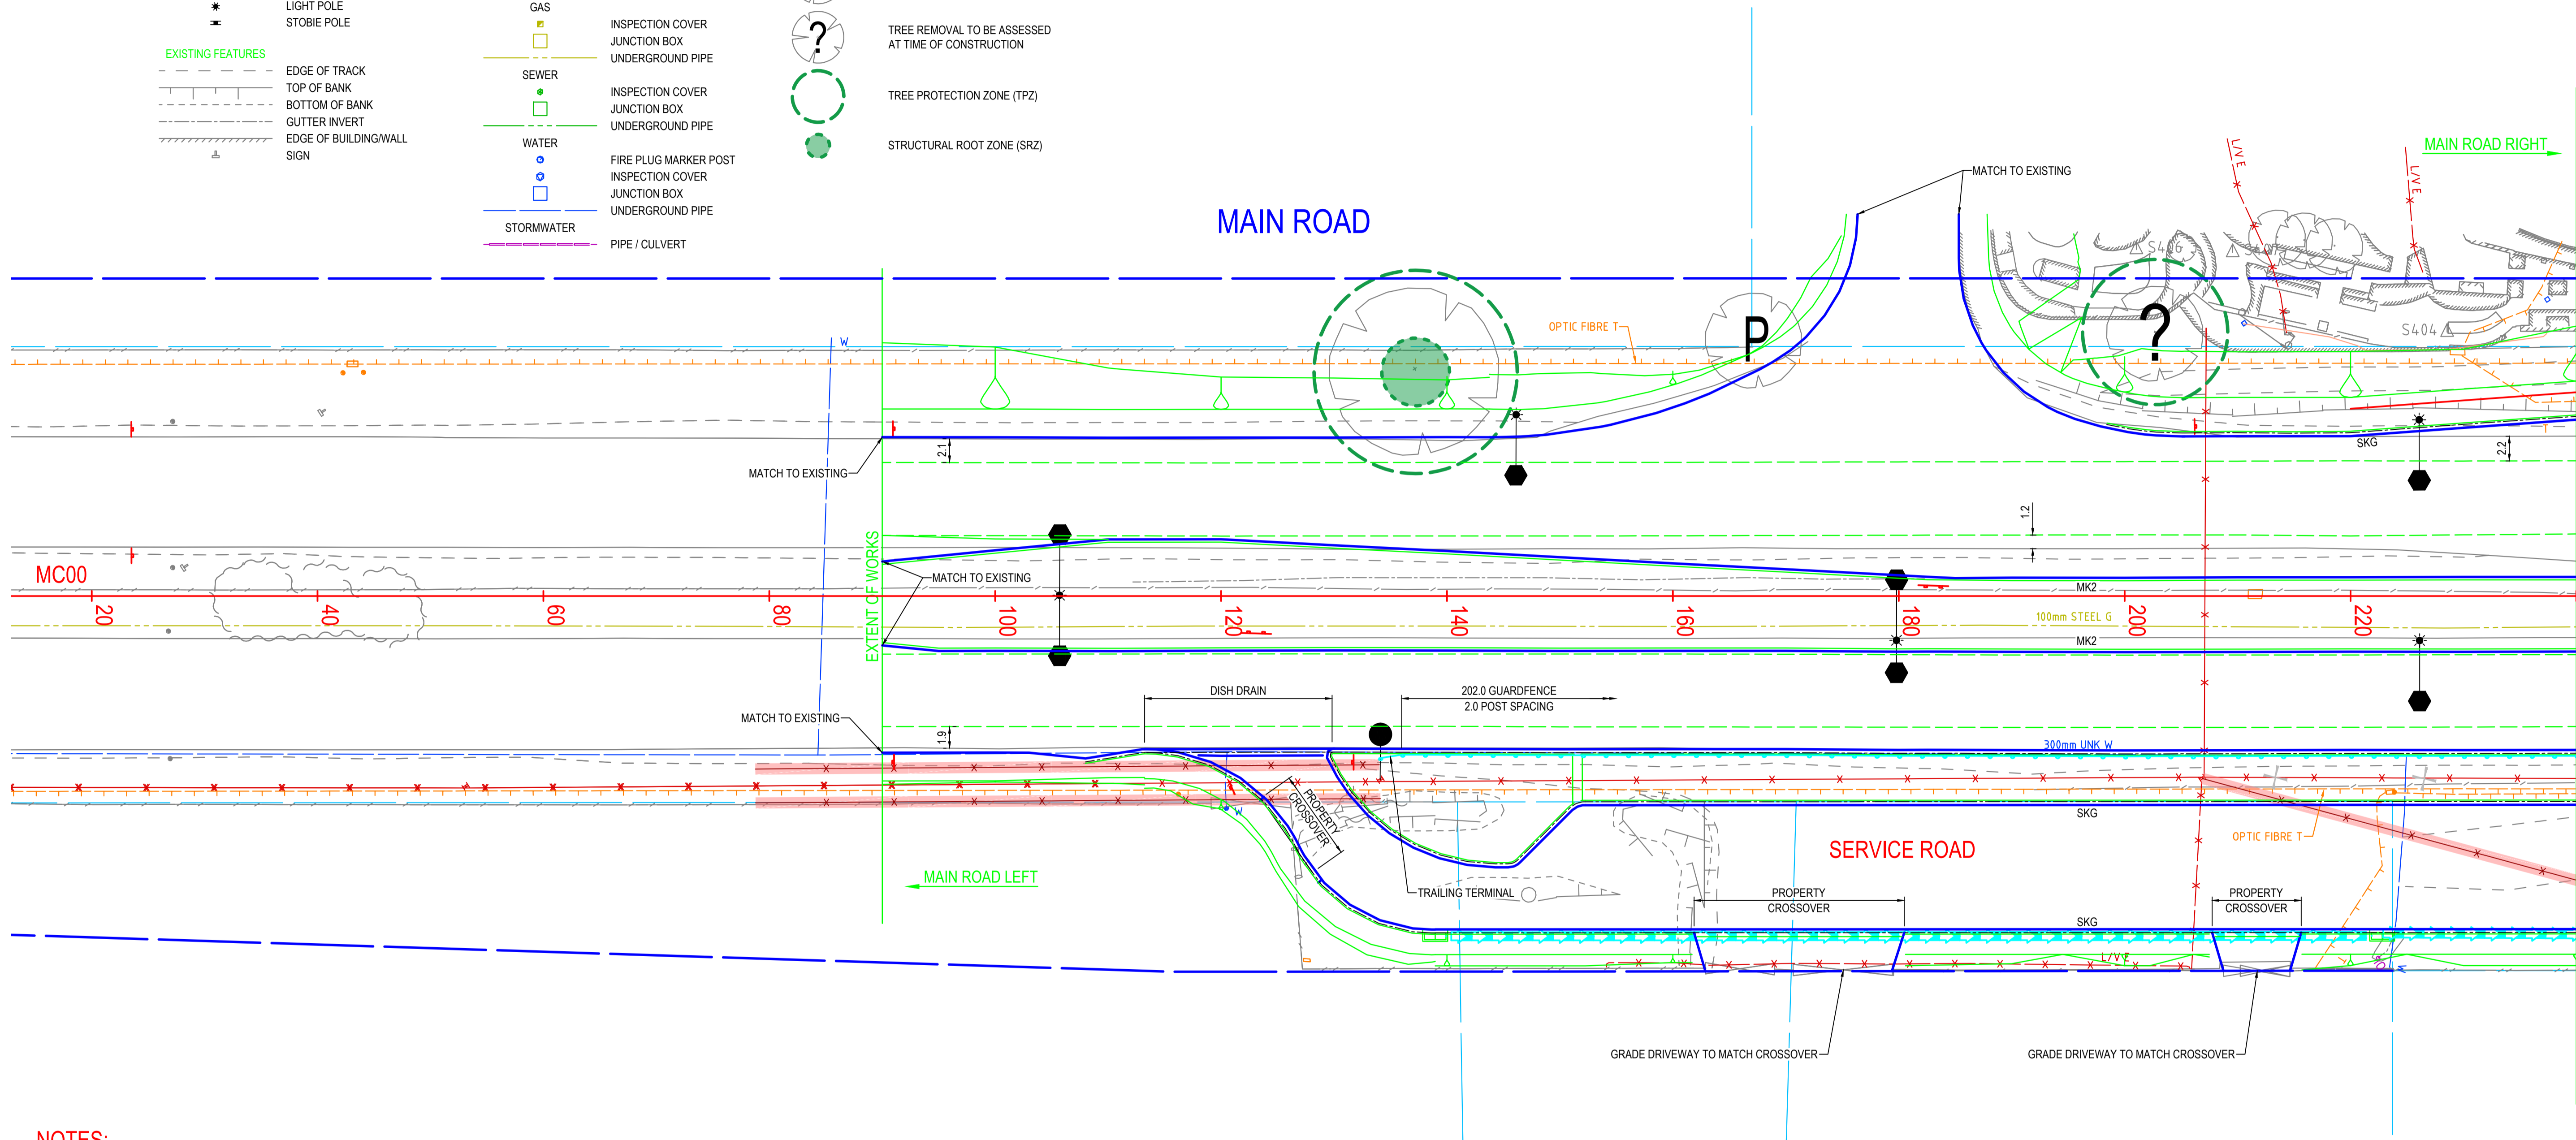 LIGHT POLE
STOBIE POLE
EXISTING FEATURES
EDGE OF TRACK
TOP OF BANK
BOTTOM OF BANK
GUTTER INVERT
EDGE OF BUILDING/WALL
SIGN
GAS
INSPECTION COVER
JUNCTION BOX
UNDERGROUND PIPE
SEWER
INSPECTION COVER
JUNCTION BOX
UNDERGROUND PIPE
WATER
FIRE PLUG MARKER POST
INSPECTION COVER
JUNCTION BOX
UNDERGROUND PIPE
STORMWATER
PIPE / CULVERT
?
TREE REMOVAL TO BE ASSESSED
AT TIME OF CONSTRUCTION
TREE PROTECTION ZONE (TPZ)
STRUCTURAL ROOT ZONE (SRZ)
MAIN ROAD
MATCH TO EXISTING
MAIN ROAD RIGHT
L/V E
L/V E
S406
S404
OPTIC FIBRE T
P
?
W
T
SKG
2.1
2.2
MATCH TO EXISTING
1.2
MC00
EXTENT OF WORKS
MATCH TO EXISTING
MK2
20
40
60
80
100
120
140
160
180
200
220
100mm STEEL G
MK2
DISH DRAIN
202.0 GUARDFENCE
2.0 POST SPACING
MATCH TO EXISTING
1.9
300mm UNK W
PROPERTY
CROSSOVER
W
SKG
SERVICE ROAD
OPTIC FIBRE T
MAIN ROAD LEFT
TRAILING TERMINAL
PROPERTY
CROSSOVER
PROPERTY
CROSSOVER
SKG
L/V E
W
GRADE DRIVEWAY TO MATCH CROSSOVER
GRADE DRIVEWAY TO MATCH CROSSOVER
NOTES: